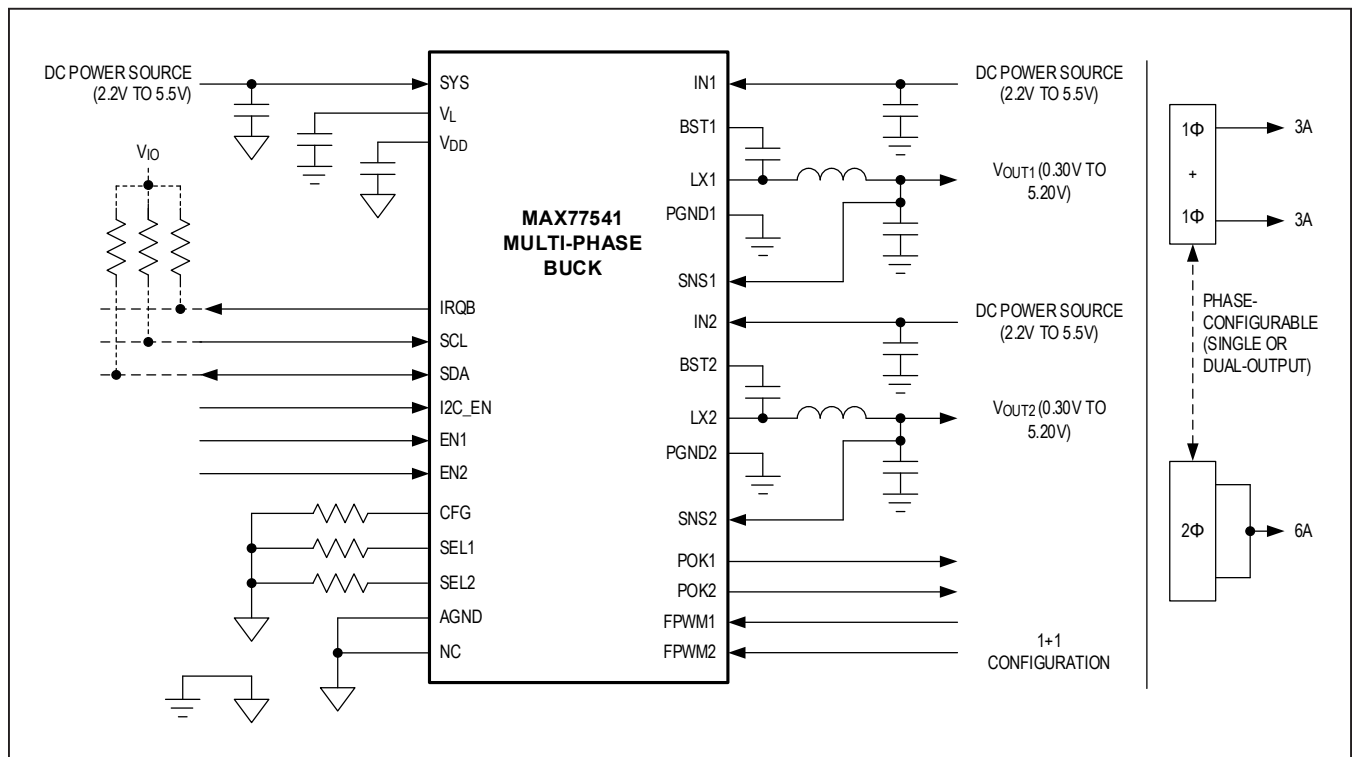 DC POWER SOURCE
(2.2V TO 5.5V)
VIO
SYS
VL
VDD
IRQB
SCL
SDA
I2C_EN
EN1
EN2
CFG
SEL1
SEL2
AGND
NC
MAX77541
MULTI-PHASE
BUCK
IN1
BST1
LX1
PGND1
SNS1
IN2
BST2
LX2
PGND2
SNS2
POK1
POK2
FPWM1
FPWM2
DC POWER SOURCE
(2.2V TO 5.5V)
VOUT1 (0.30V TO
5.20V)
DC POWER SOURCE
(2.2V TO 5.5V)
VOUT2 (0.30V TO
5.20V)
1+1
CONFIGURATION
1Φ
+
1Φ
3A
3A
PHASE-
CONFIGURABLE
(SINGLE OR
DUAL-OUTPUT)
2Φ
6A